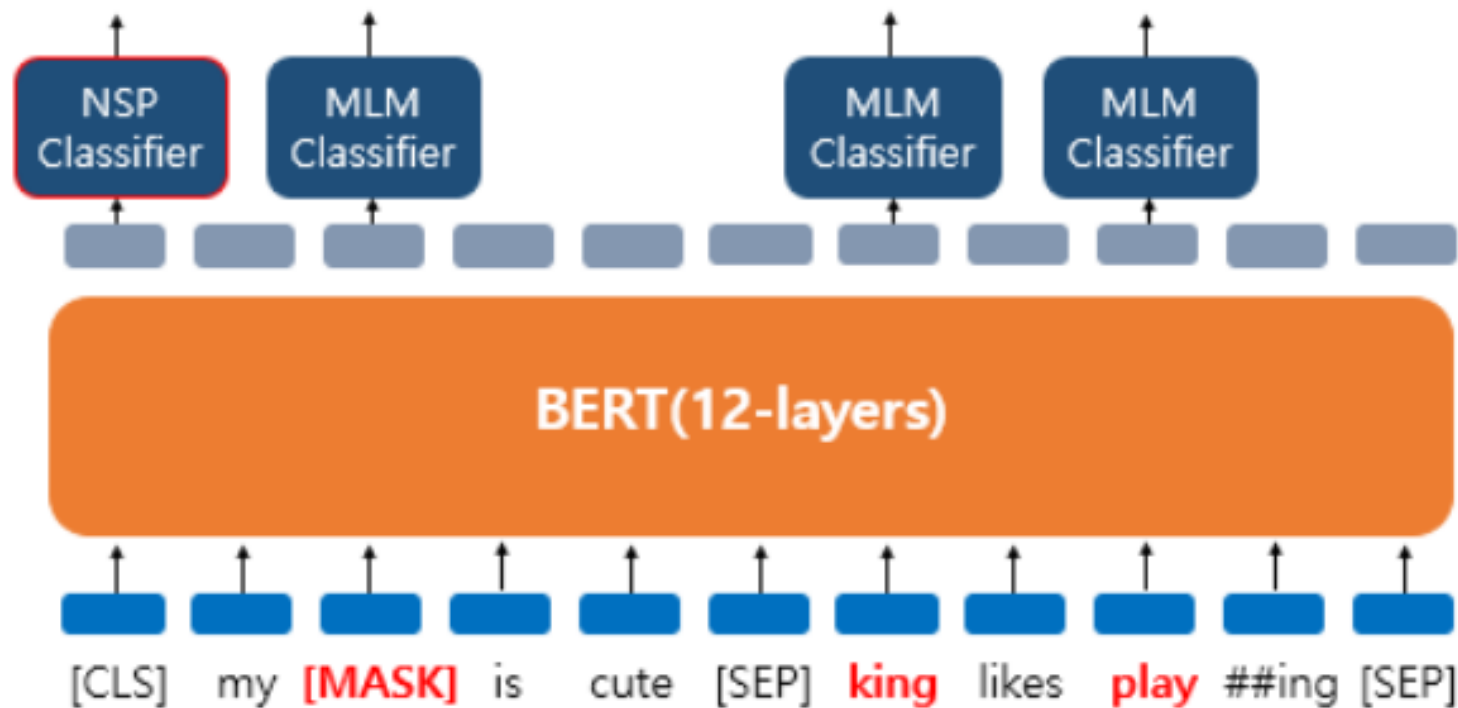 NSP
Classifier
MLM
Classifier
MLM
Classifier
MLM
Classifier
BERT(12-layers)
[CLS] my [MASK] is cute [SEP] king likes play ##ing [SEP]